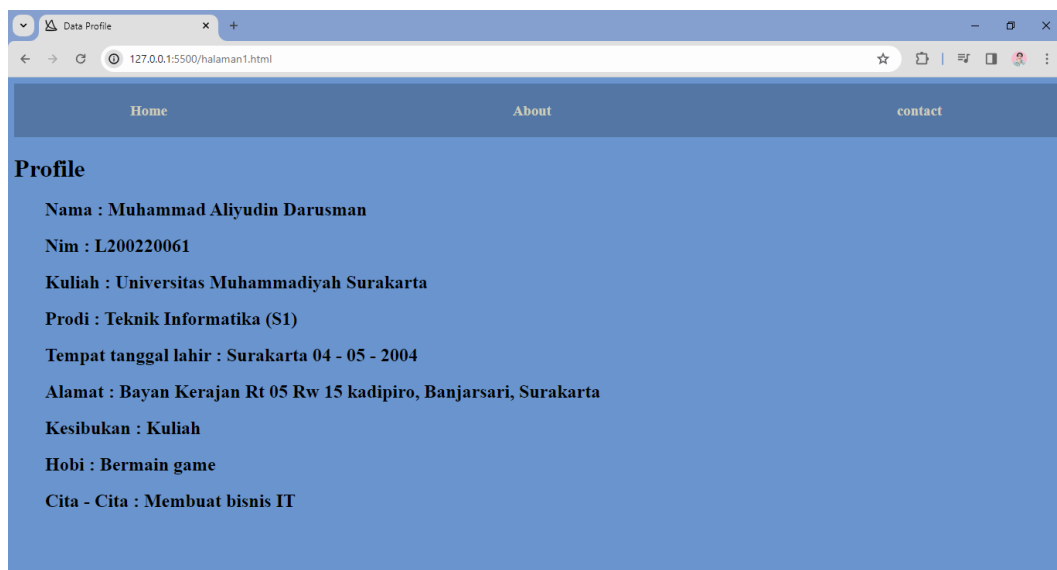 Data Profile
127.0.0.1:5500/halaman1.html
Home About contact
Profile
Nama : Muhammad Aliyudin Darusman
Nim : L200220061
Kuliah : Universitas Muhammadiyah Surakarta
Prodi : Teknik Informatika (S1)
Tempat tanggal lahir : Surakarta 04 - 05 - 2004
Alamat : Bayan Kerajan Rt 05 Rw 15 kadipiro, Banjarsari, Surakarta
Kesibukan : Kuliah
Hobi : Bermain game
Cita - Cita : Membuat bisnis IT